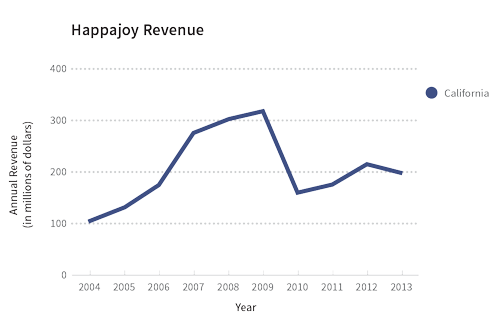 Happajoy Revenue
400
300
200
100
0
Annual Revenue
(in millions of dollars)
2004 2005 2006 2007 2008 2009 2010 2011 2012 2013
Year
California